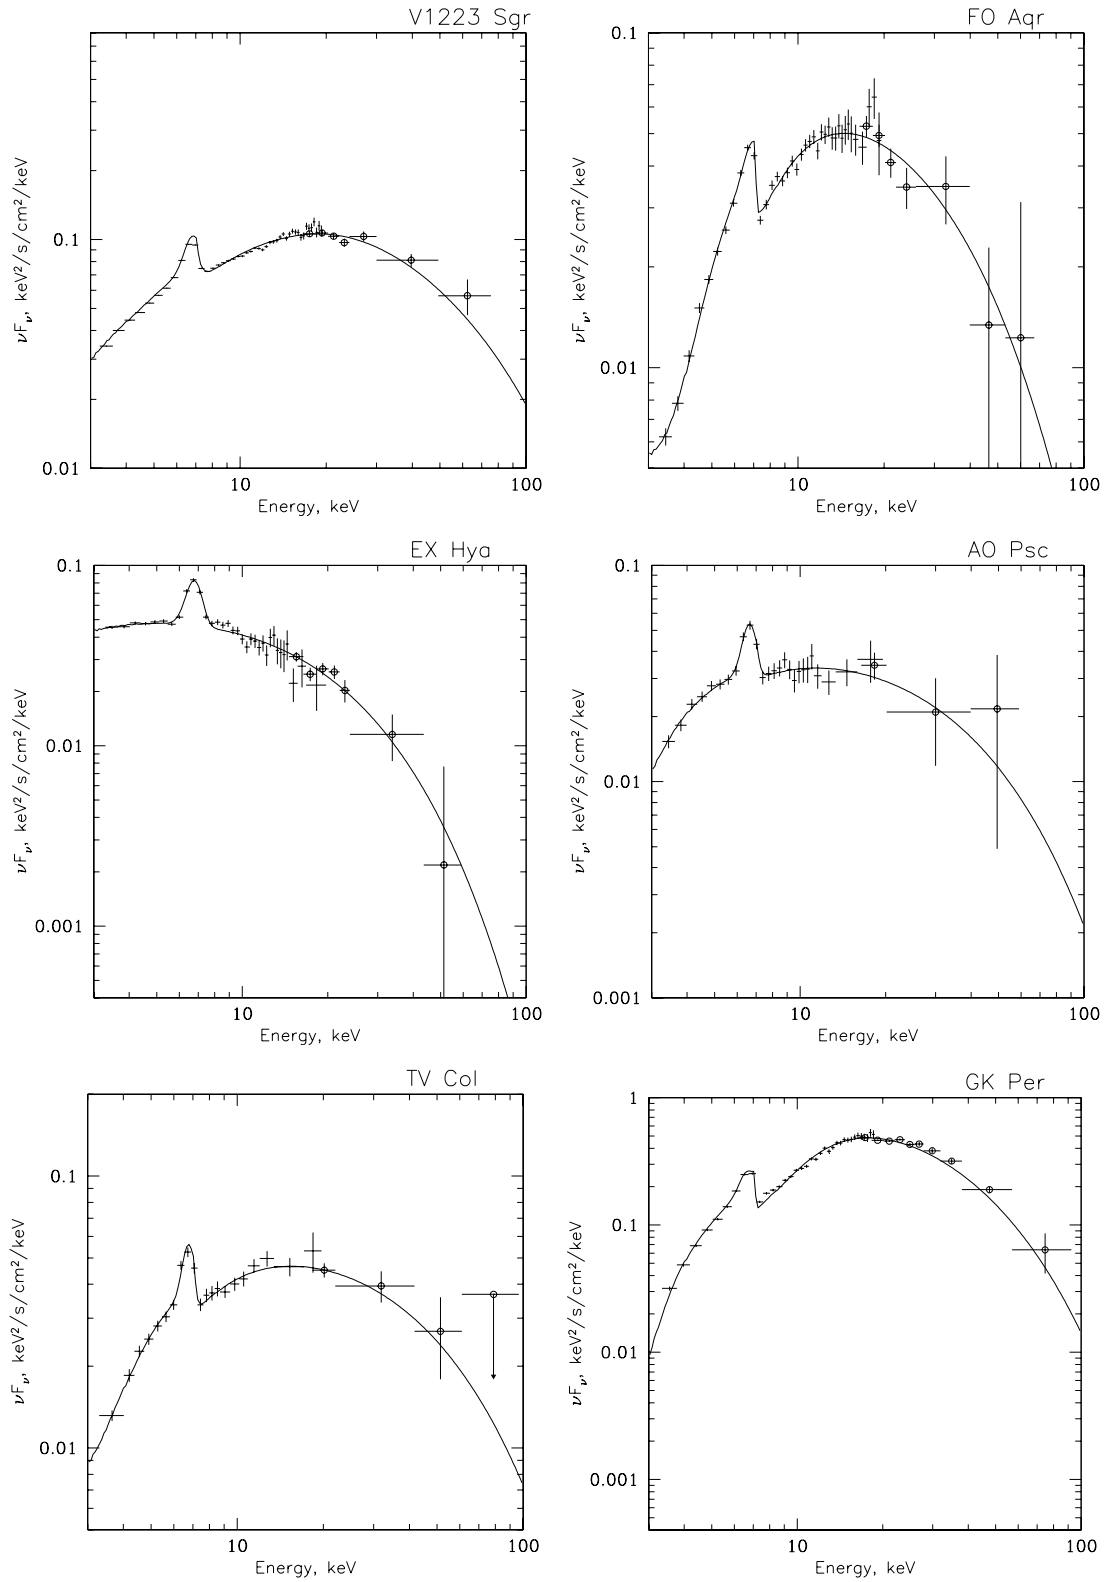 V1223 Sgr
νFν, keV²/s/cm²/keV
0.1
0.01
10
100
Energy, keV
FO Aqr
νFν, keV²/s/cm²/keV
0.1
0.01
10
100
Energy, keV
EX Hya
νFν, keV²/s/cm²/keV
0.1
0.01
0.001
10
100
Energy, keV
AO Psc
νFν, keV²/s/cm²/keV
0.1
0.01
0.001
10
100
Energy, keV
TV Col
νFν, keV²/s/cm²/keV
0.1
0.01
10
100
Energy, keV
GK Per
νFν, keV²/s/cm²/keV
1
0.1
0.01
0.001
10
100
Energy, keV